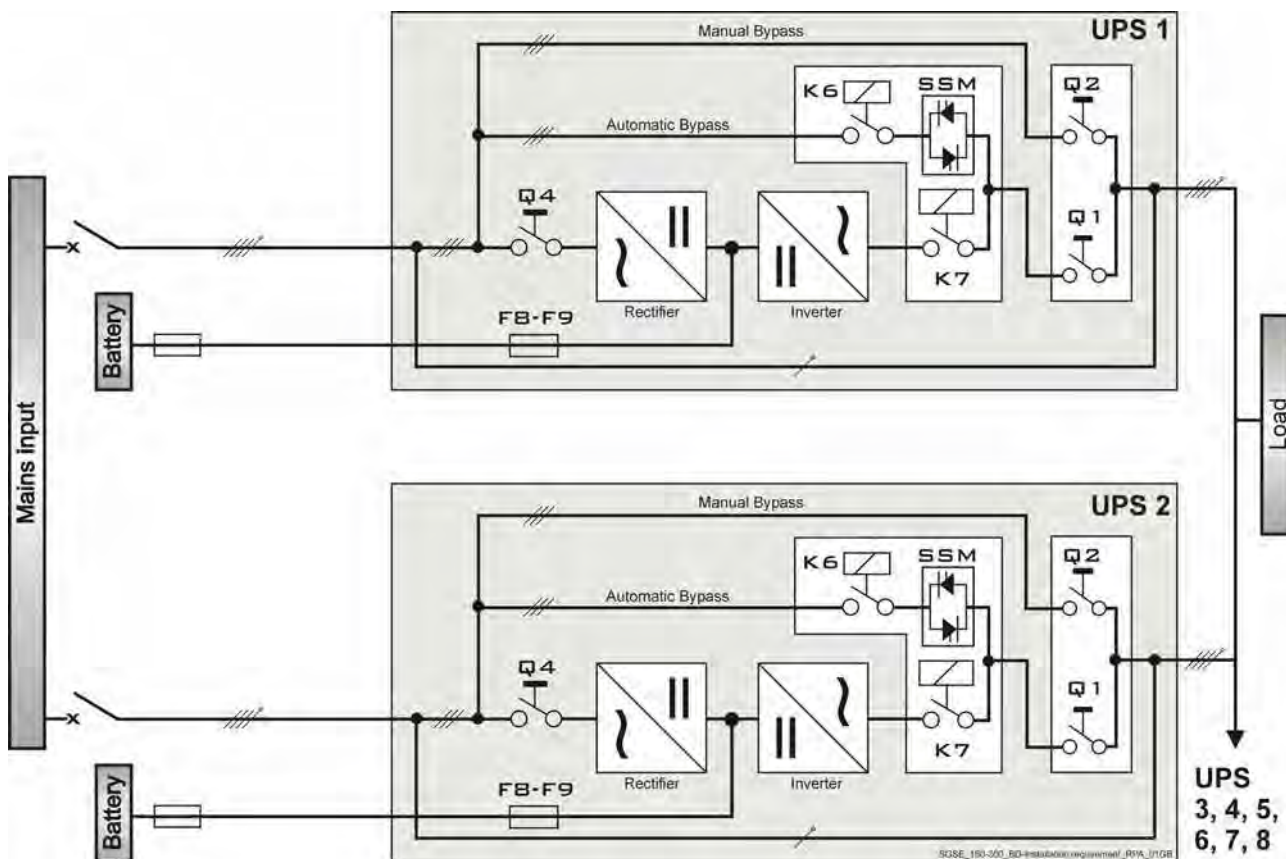 UPS 1
Manual Bypass
K6
SSM
Q2
Automatic Bypass
Q4
K7
Q1
Rectifier
Inverter
F8-F9
Battery
Mains input
Load
UPS 2
Manual Bypass
K6
SSM
Q2
Automatic Bypass
Q4
K7
Q1
Rectifier
Inverter
F8-F9
Battery
UPS
3, 4, 5,
6, 7, 8